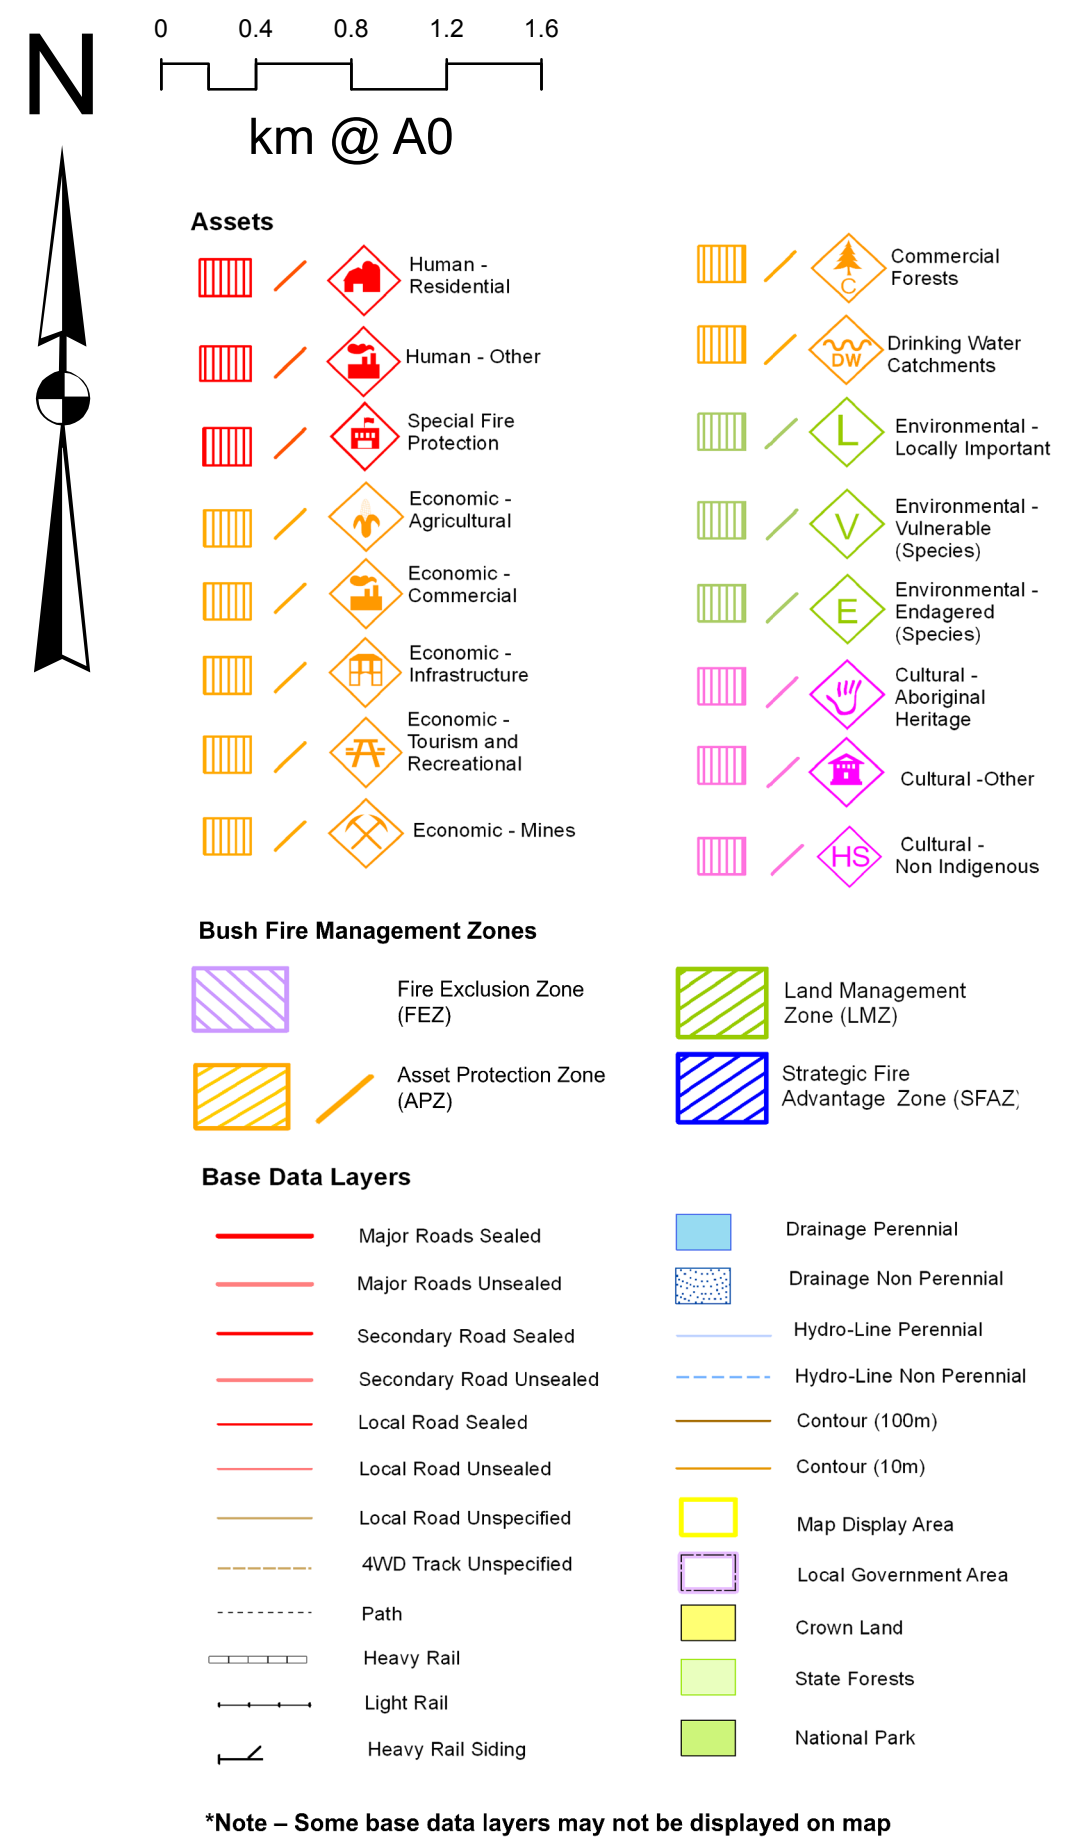 N
0 0.4 0.8 1.2 1.6
km @ A0
Assets
Human -
Residential
Human - Other
Special Fire
Protection
Economic -
Agricultural
Economic -
Commercial
Economic -
Infrastructure
Economic -
Tourism and
Recreational
Economic - Mines
C
Commercial
Forests
DW
Drinking Water
Catchments
L
Environmental -
Locally Important
V
Environmental -
Vulnerable
(Species)
E
Environmental -
Endagered
(Species)
Cultural -
Aboriginal
Heritage
Cultural -Other
HS
Cultural -
Non Indigenous
Bush Fire Management Zones
Fire Exclusion Zone
(FEZ)
Asset Protection Zone
(APZ)
Land Management
Zone (LMZ)
Strategic Fire
Advantage Zone (SFAZ)
Base Data Layers
Major Roads Sealed
Major Roads Unsealed
Secondary Road Sealed
Secondary Road Unsealed
Local Road Sealed
Local Road Unsealed
Local Road Unspecified
4WD Track Unspecified
Path
Heavy Rail
Light Rail
Heavy Rail Siding
Drainage Perennial
Drainage Non Perennial
Hydro-Line Perennial
Hydro-Line Non Perennial
Contour (100m)
Contour (10m)
Map Display Area
Local Government Area
Crown Land
State Forests
National Park
*Note – Some base data layers may not be displayed on map